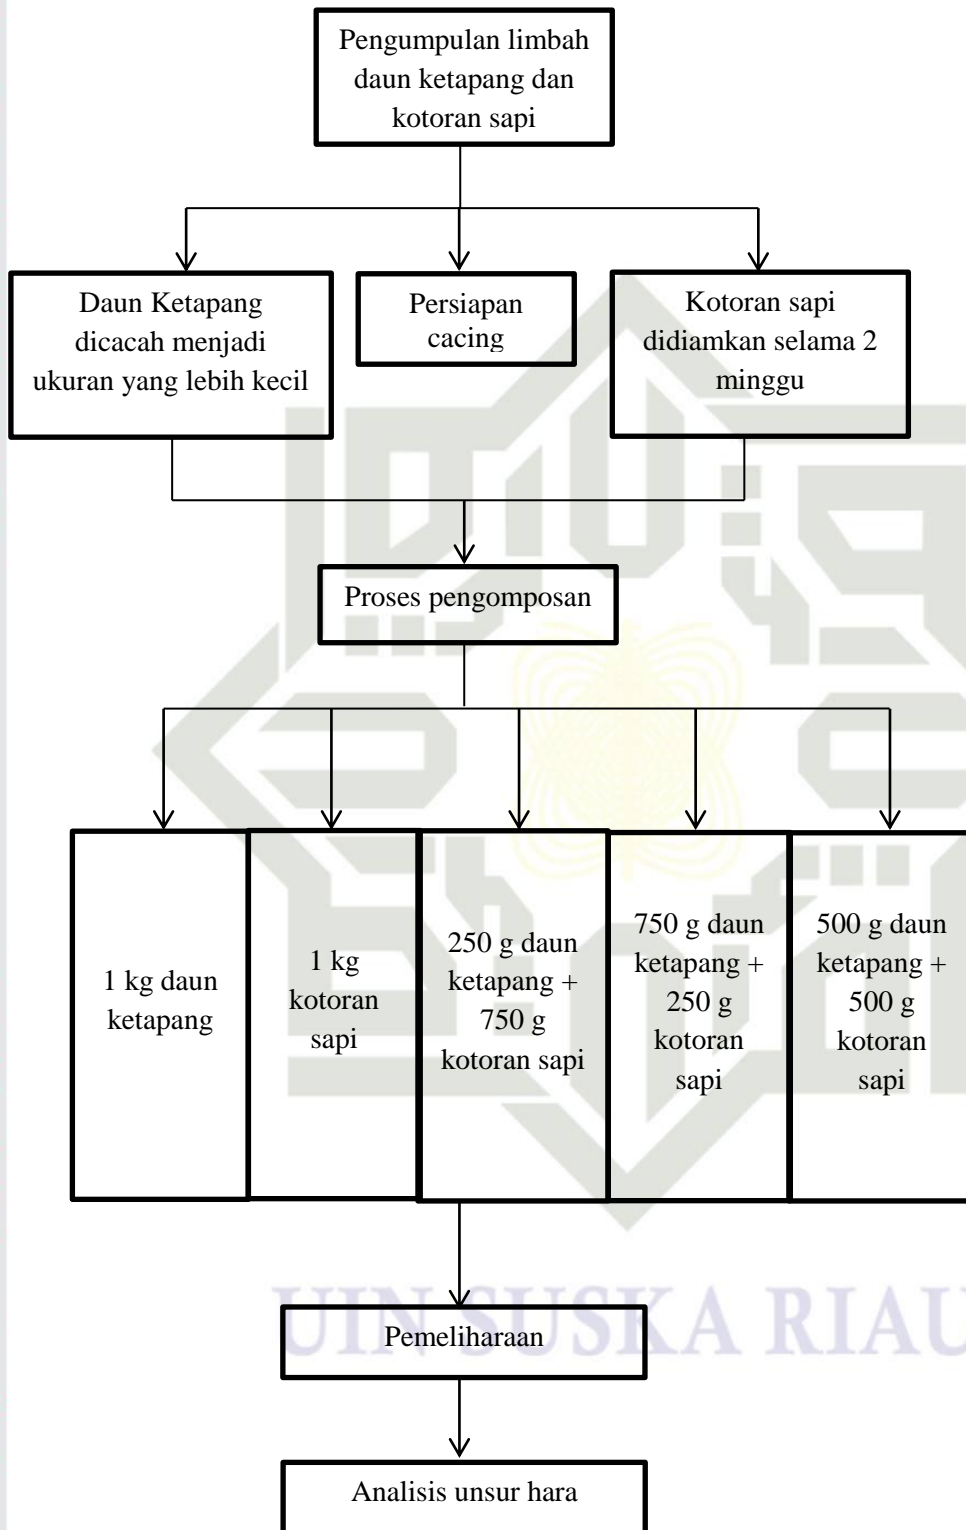 Pengumpulan limbah
daun ketapang dan
kotoran sapi
Daun Ketapang
dicacah menjadi
ukuran yang lebih kecil
Persiapan
cacing
Kotoran sapi
didiamkan selama 2
minggu
Proses pengomposan
1 kg daun
ketapang
1 kg
kotoran
sapi
250 g daun
ketapang +
750 g
kotoran sapi
750 g daun
ketapang +
250 g
kotoran
sapi
500 g daun
ketapang +
500 g
kotoran
sapi
UIN SUSKA RIAU
Pemeliharaan
Analisis unsur hara